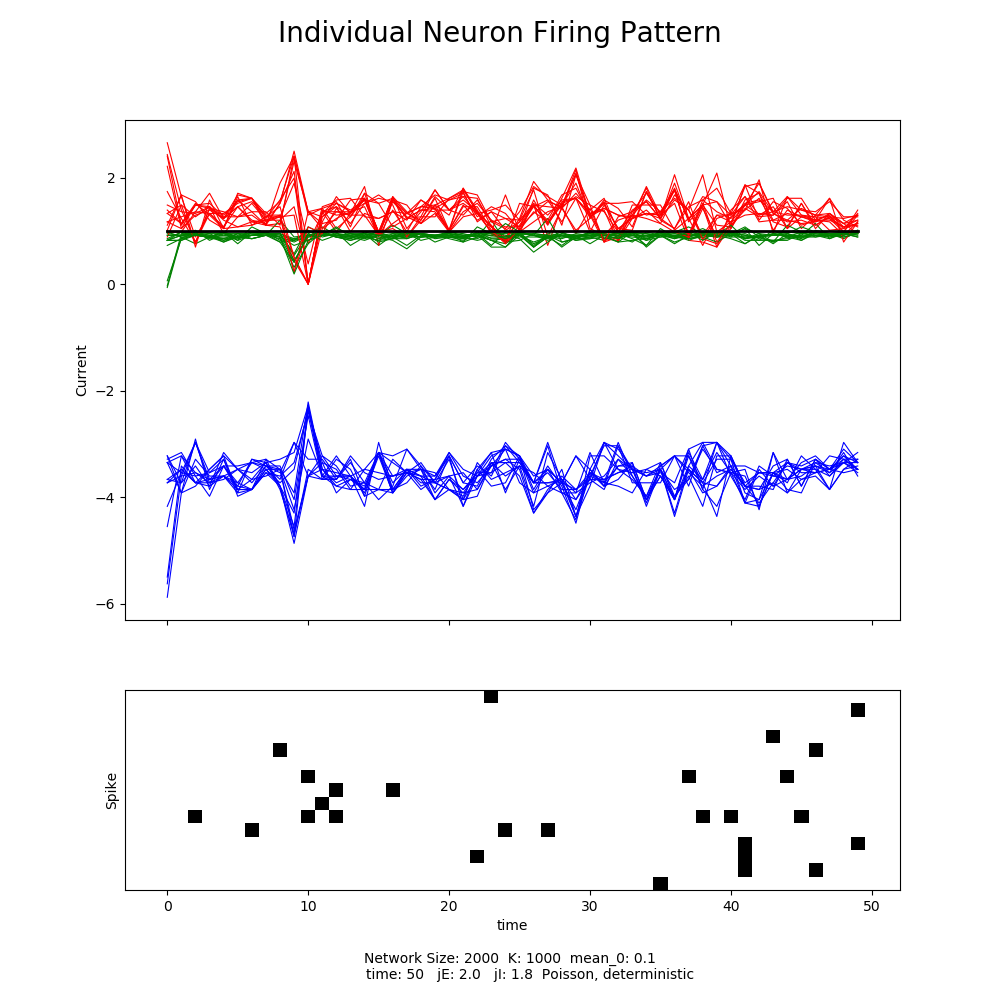 Individual Neuron Firing Pattern
2
0
−2
−4
−6
Current
Spike
0 10 20 30 40 50
time
Network Size: 2000 K: 1000 mean_0: 0.1
time: 50 jE: 2.0 jI: 1.8 Poisson, deterministic